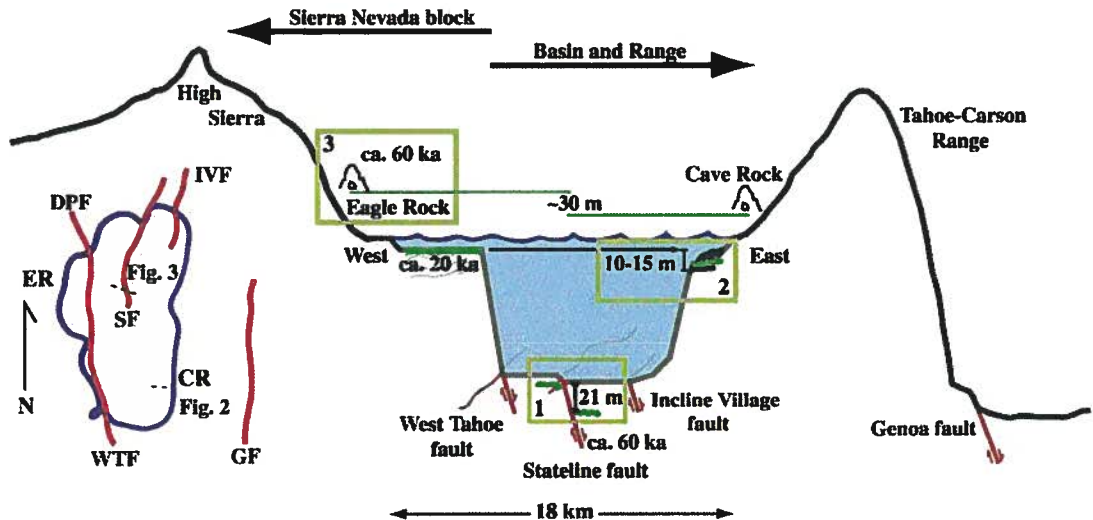 Sierra Nevada block
Basin and Range
High
Sierra
Tahoe-Carson
Range
3
ca. 60 ka
Eagle Rock
~30 m
Cave Rock
West
East
ca. 20 ka
10-15 m
2
IVF
DPF
ER
Fig. 3
SF
N
CR
Fig. 2
WTF
GF
1
21 m
West Tahoe
fault
Incline Village
fault
ca. 60 ka
Stateline fault
Genoa fault
18 km